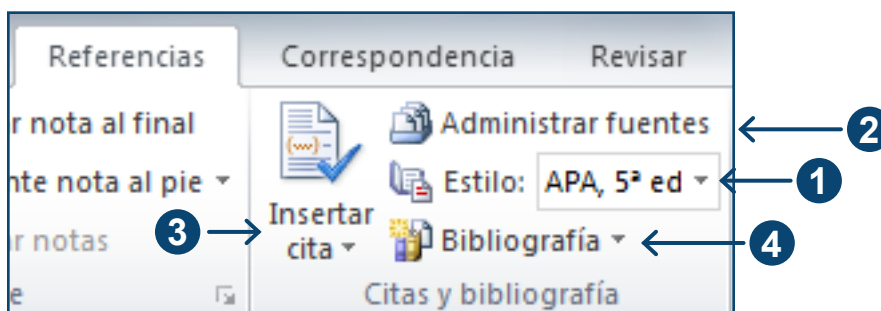 Referencias Correspondencia Revisar
r nota al final
Administrar fuentes
2
nte nota al pie
Estilo: APA, 5ª ed
1
Insertar
cita
3
r notas
Bibliografía
4
e
Citas y bibliografía